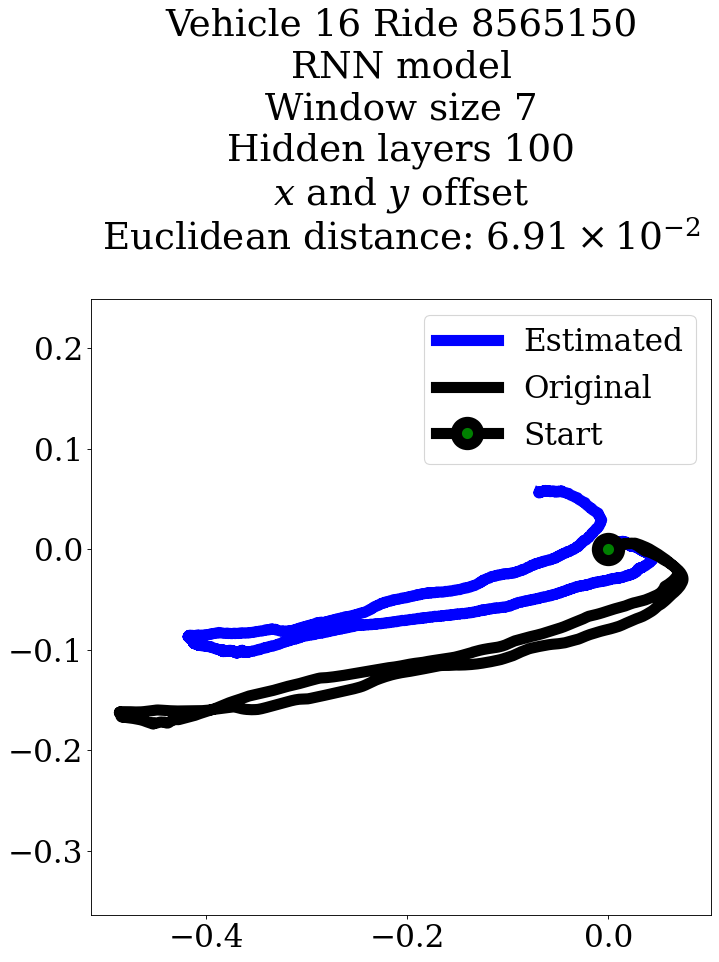 Vehicle 16 Ride 8565150
RNN model
Window size 7
Hidden layers 100
x and y offset
Euclidean distance: 6.91 × 10⁻²
Estimated
Original
Start
0.2
0.1
0.0
−0.1
−0.2
−0.3
−0.4
−0.2
0.0